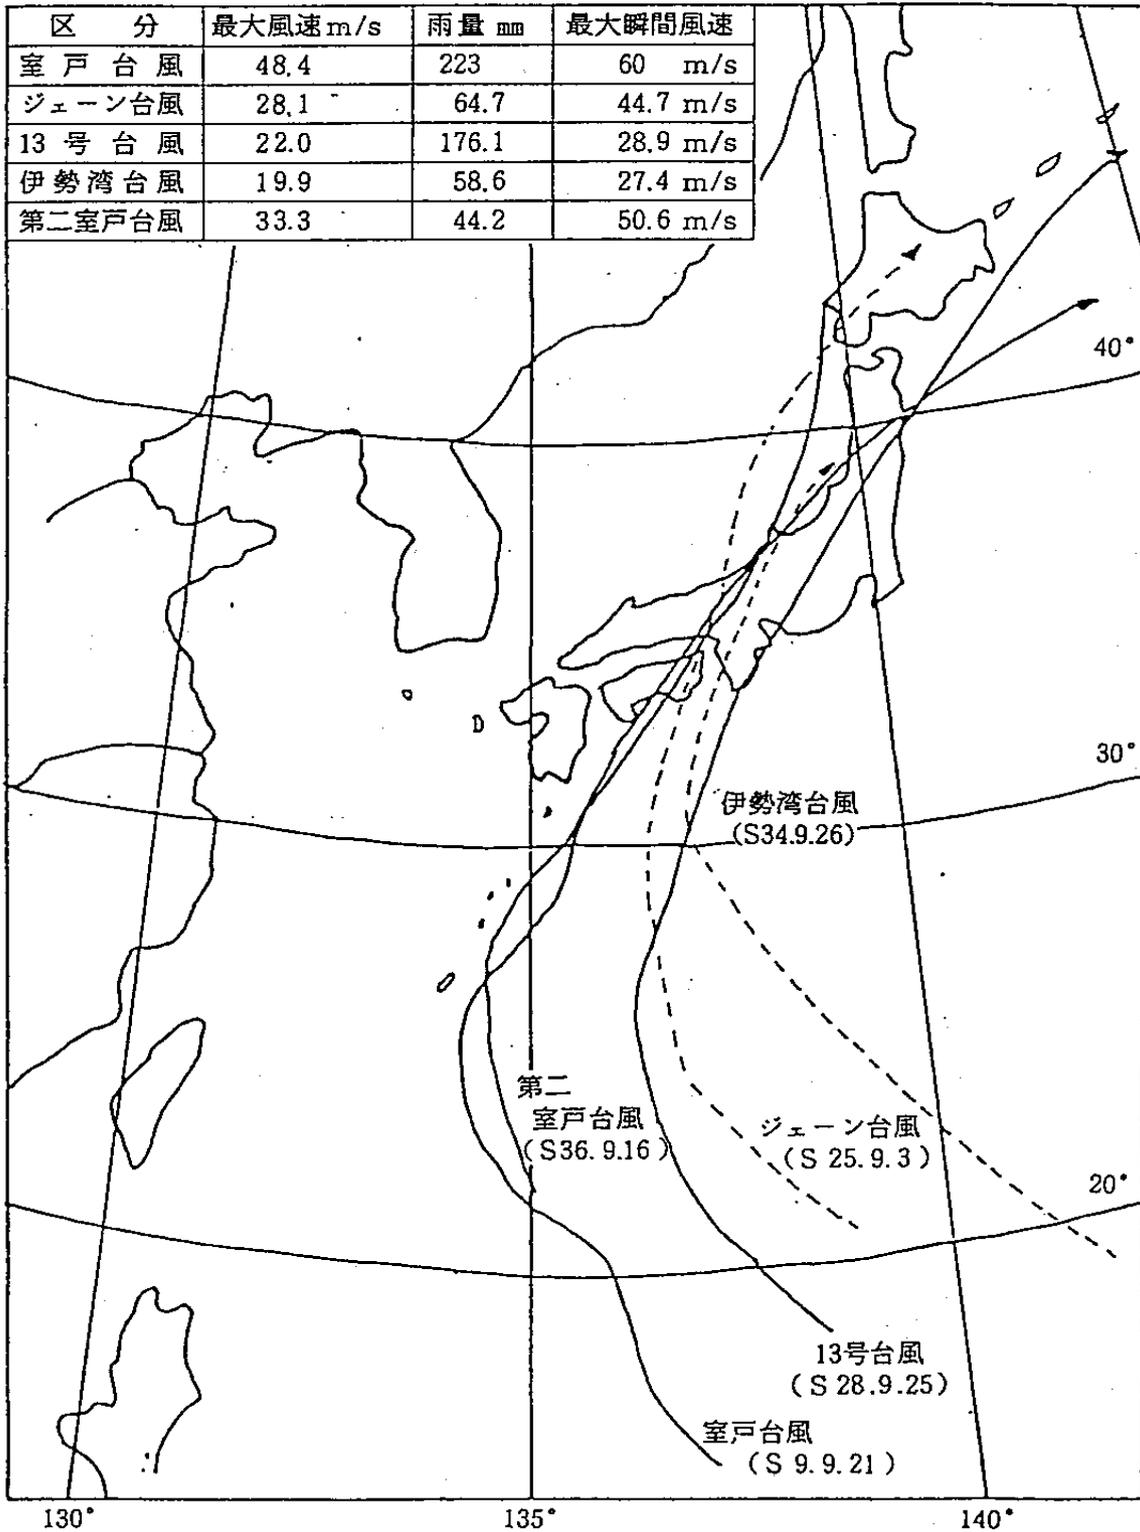 区 分 最大風速m/s 雨量 mm 最大瞬間風速
室戸台風 48.4 223 60 m/s
ジェーン台風 28.1 64.7 44.7 m/s
13号台風 22.0 176.1 28.9 m/s
伊勢湾台風 19.9 58.6 27.4 m/s
第二室戸台風 33.3 44.2 50.6 m/s
40°
30°
伊勢湾台風
(S34.9.26)
第二
室戸台風
(S36.9.16)
ジェーン台風
(S 25.9.3)
20°
13号台風
(S 28.9.25)
室戸台風
(S 9.9.21)
130° 135° 140°